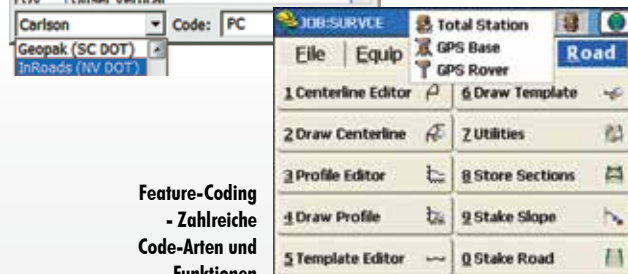 Carlson Code: PC
Geopak (SC DOT)
InRoads (NV DOT)
JOB:SURVCE
Total Station
GPS Base
GPS Rover
File Equip Road
1 Centerline Editor 6 Draw Template
2 Draw Centerline 7 Utilities
3 Profile Editor 8 Store Sections
4 Draw Profile 9 Stake Slope
5 Template Editor 0 Stake Road
Feature-Coding
- Zahlreiche
Code-Arten und
Funktionen